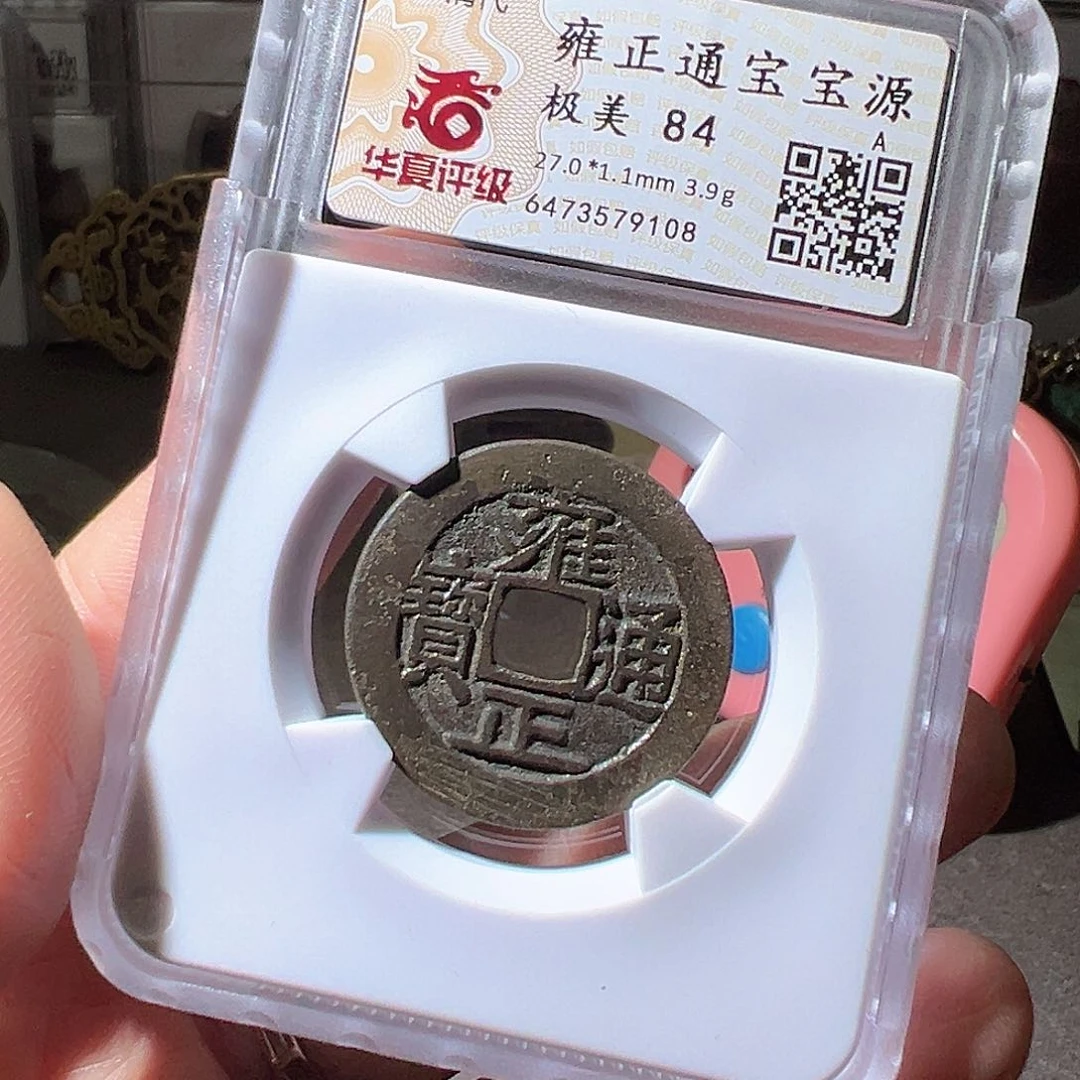 雍正通宝宝源
A
极美 84
27.0*1.1mm 3.9g
6473579108
华夏评级
雍
正
通
寶